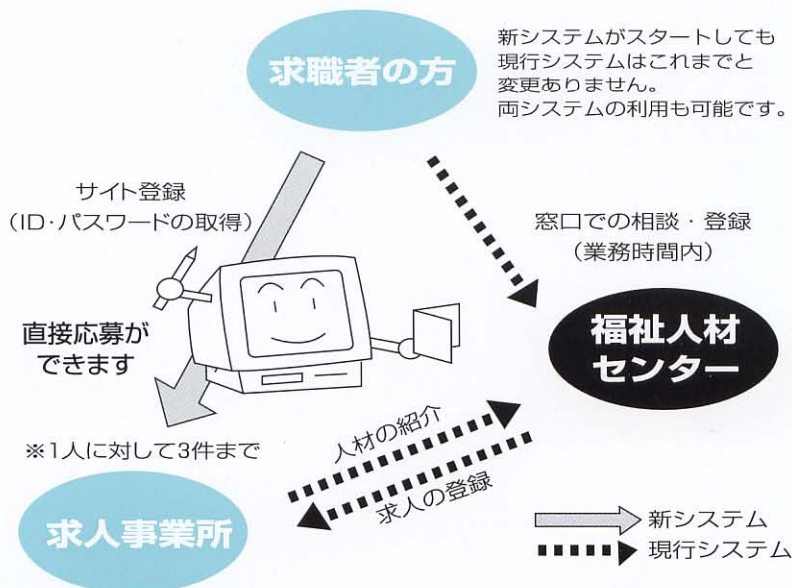 求職者の方
新システムがスタートしても
現行システムはこれまでと
変更ありません。
両システムの利用も可能です。
サイト登録
（ID・パスワードの取得）
窓口での相談・登録
（業務時間内）
直接応募が
できます
福祉人材
センター
※1人に対して3件まで
人材の紹介
求人の登録
求人事業所
新システム
現行システム